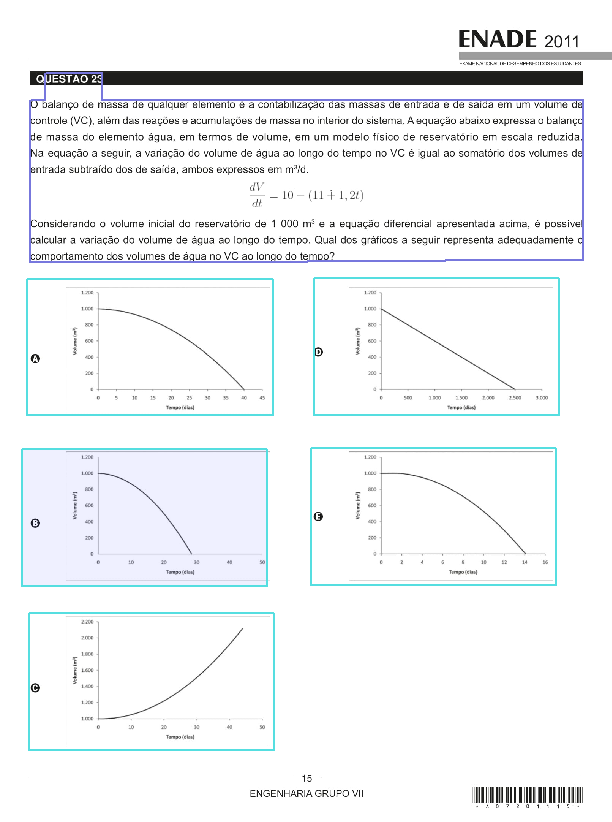 ENADE 2011
EXAME NACIONAL DE DESEMPENHO DOS ESTUDANTES
QUESTÃO 23
O balanço de massa de qualquer elemento é a contabilização das massas de entrada e de saída em um volume de
controle (VC), além das reações e acumulações de massa no interior do sistema. A equação abaixo expressa o balanço
de massa do elemento água, em termos de volume, em um modelo físico de reservatório em escala reduzida.
Na equação a seguir, a variação do volume de água ao longo do tempo no VC é igual ao somatório dos volumes de
entrada subtraído dos de saída, ambos expressos em m³/d.
dV/dt = 10 − (11 + 1, 2t)
Considerando o volume inicial do reservatório de 1 000 m³ e a equação diferencial apresentada acima, é possível
calcular a variação do volume de água ao longo do tempo. Qual dos gráficos a seguir representa adequadamente o
comportamento dos volumes de água no VC ao longo do tempo?
A
Volume (m³)
1.200
1.000
800
600
400
200
0
0 5 10 15 20 25 30 35 40 45
Tempo (dias)
D
Volume (m³)
1.200
1.000
800
600
400
200
0
0 500 1.000 1.500 2.000 2.500 3.000
Tempo (dias)
B
Volume (m³)
1.200
1.000
800
600
400
200
0
0 10 20 30 40 50
Tempo (dias)
E
Volume (m³)
1.200
1.000
800
600
400
200
0
0 2 4 6 8 10 12 14 16
Tempo (dias)
C
Volume (m³)
2.200
2.000
1.800
1.600
1.400
1.200
1.000
0 10 20 30 40 50
Tempo (dias)
15
ENGENHARIA GRUPO VII